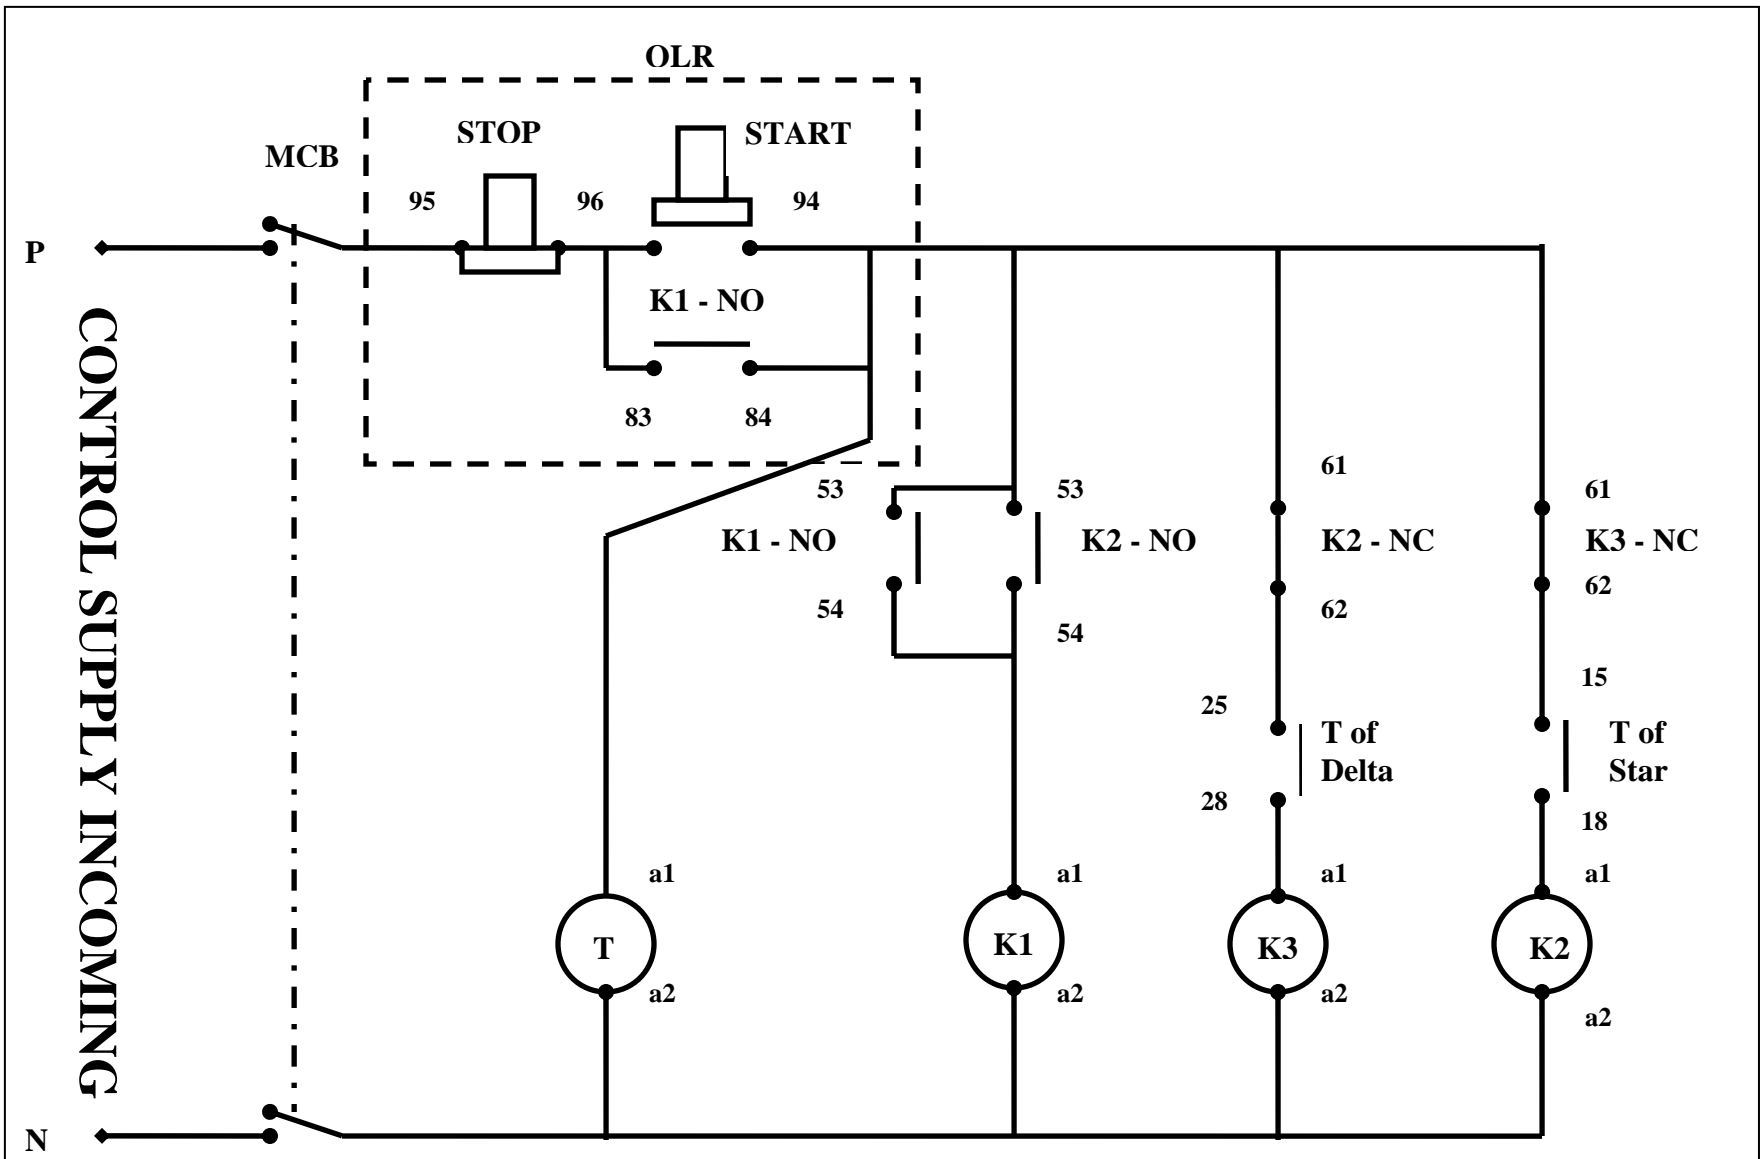 OLR
STOP
START
MCB
95
96
94
P
K1 - NO
83
84
CONTROL SUPPLY INCOMING
53
53
61
61
K1 - NO
K2 - NO
K2 - NC
K3 - NC
54
54
62
62
25
15
T of
Delta
T of
Star
28
18
a1
a1
a1
a1
T
K1
K3
K2
a2
a2
a2
a2
N